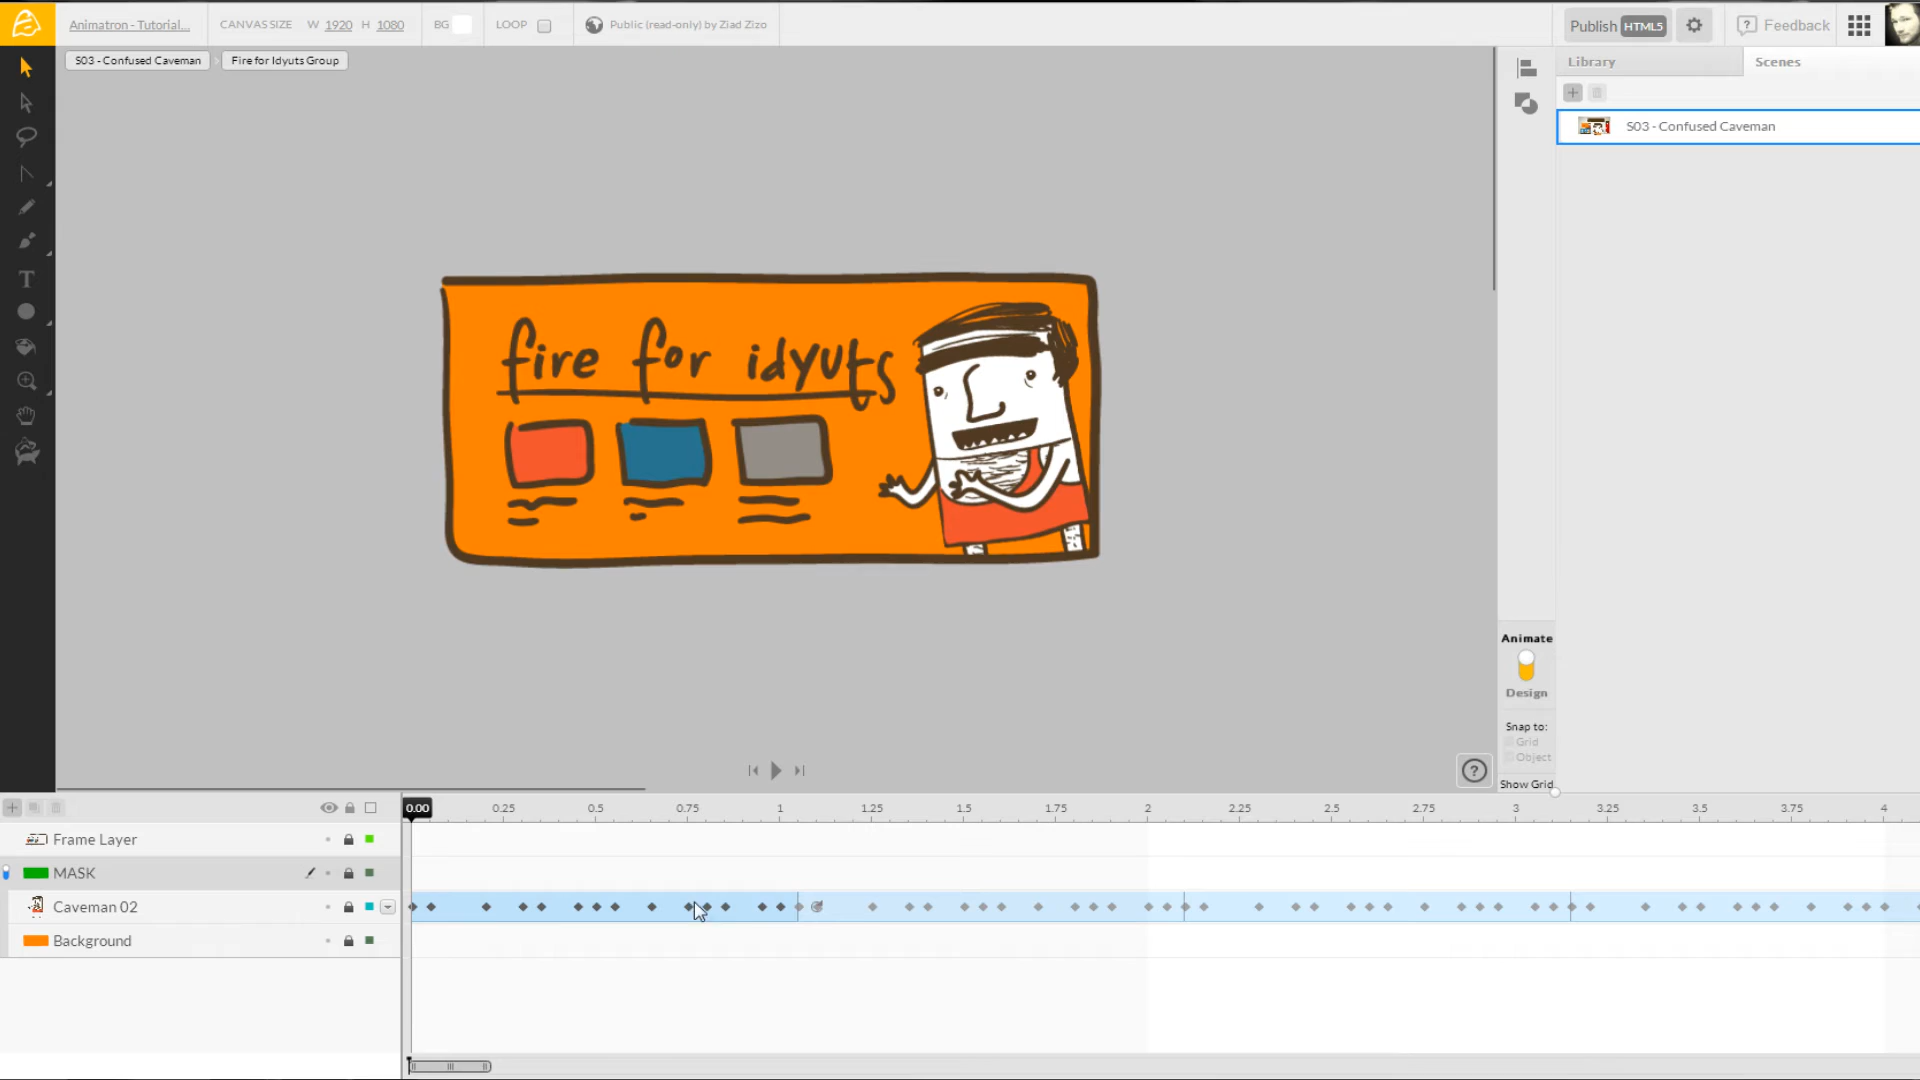 Animatron - Tutorial... CANVAS SIZE W 1920 H 1080 BG LOOP Public (read-only) by Ziad Zizo Publish HTML5 ? Feedback
S03 - Confused Caveman Fire for Idyuts Group
Library Scenes
S03 - Confused Caveman
fire for idyuts
T
Animate
Design
Snap to:
Grid
Object
Show Grid
?
0.00 0.25 0.5 0.75 1 1.25 1.5 1.75 2 2.25 2.5 2.75 3 3.25 3.5 3.75 4
Frame Layer
MASK
Caveman 02
Background